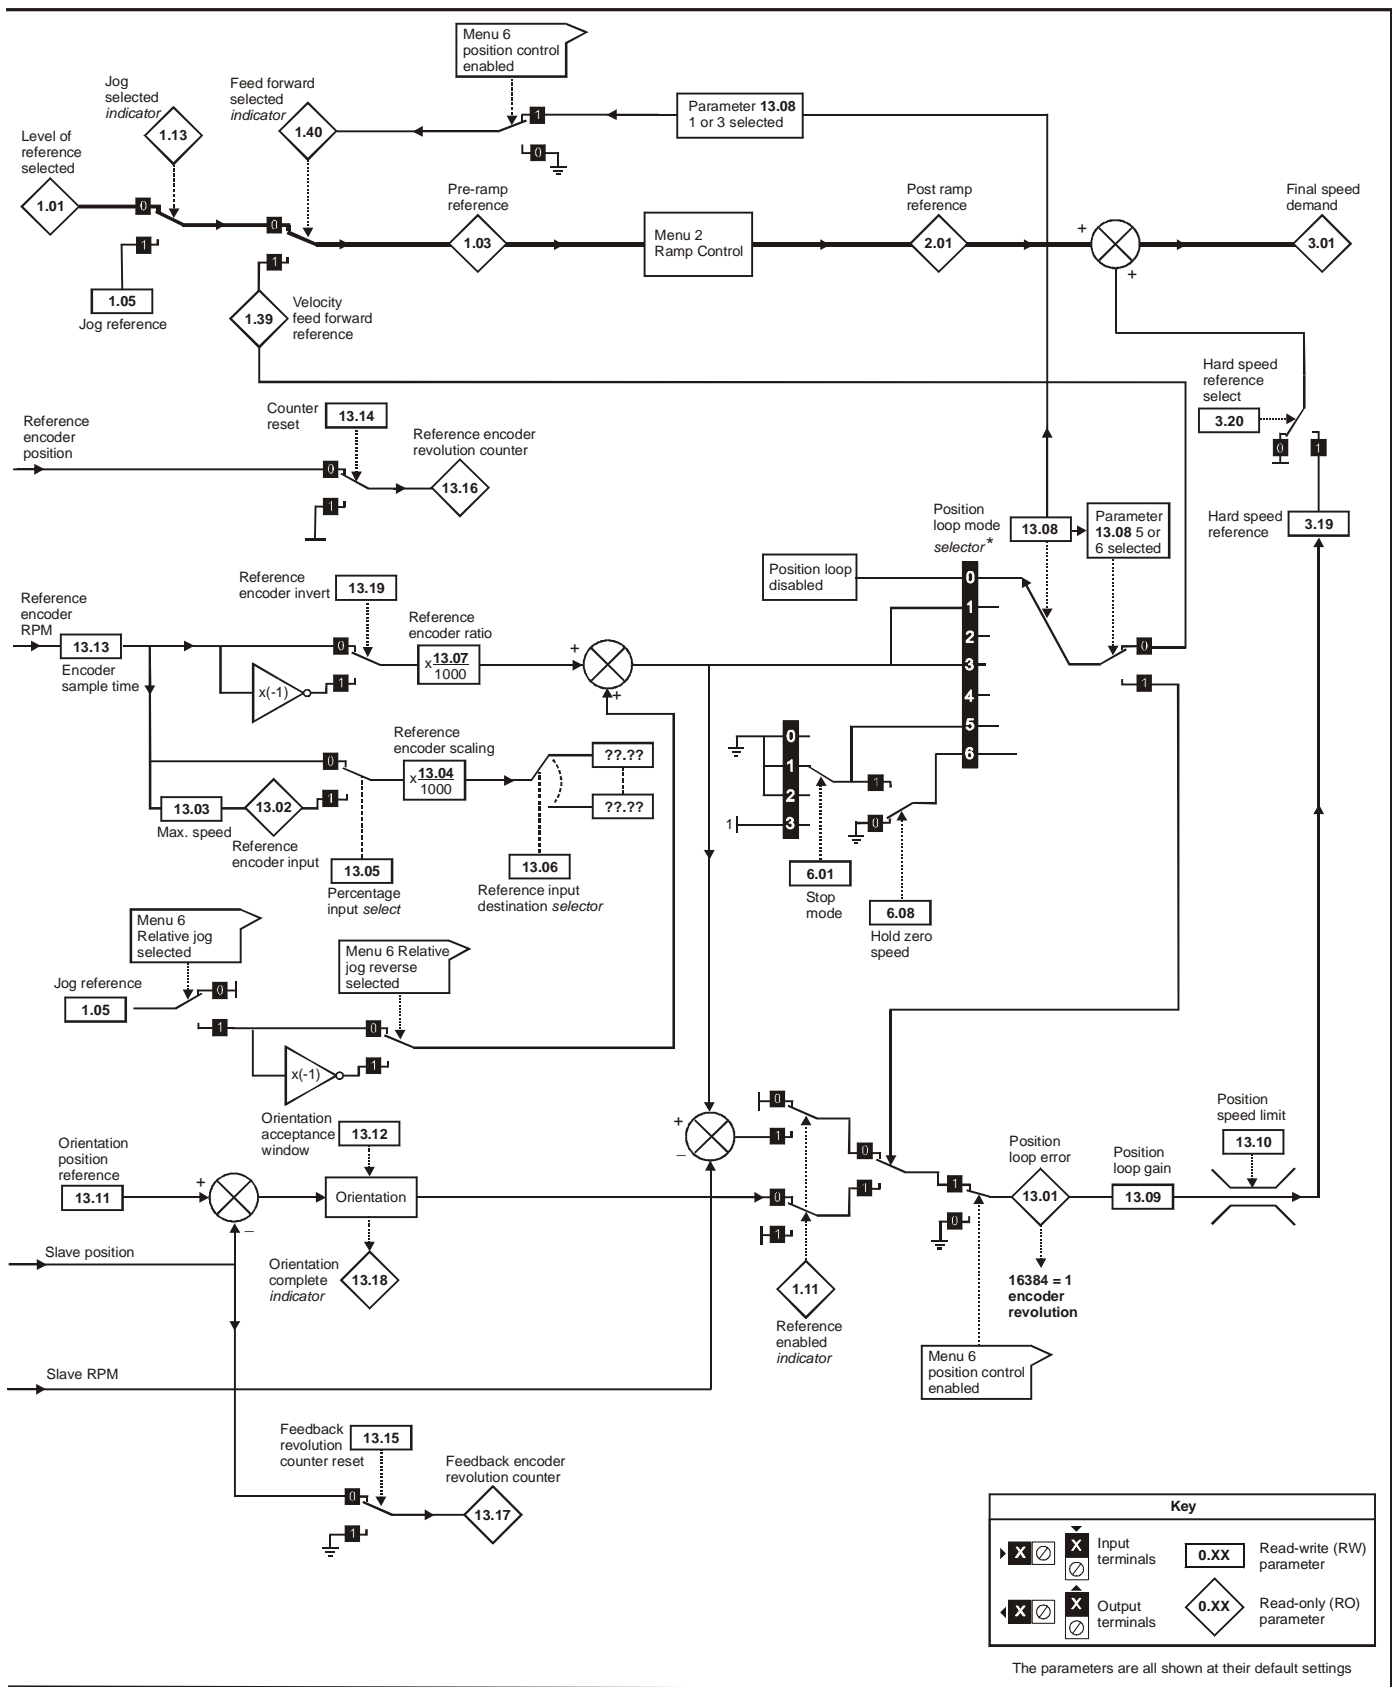 Menu 6
position control
enabled
Jog
selected
indicator
Feed forward
selected
indicator
1.13
1.40
1
0
Parameter 13.08
1 or 3 selected
Level of
reference
selected
1.01
0
1
1.05
Jog reference
0
1
1.39
Velocity
feed forward
reference
Pre-ramp
reference
1.03
Menu 2
Ramp Control
Post ramp
reference
2.01
+
+
Final speed
demand
3.01
Hard speed
reference
select
3.20
0
1
Hard speed
reference
3.19
Reference
encoder
position
Counter
reset
13.14
0
1
Reference encoder
revolution counter
13.16
Position
loop mode
selector*
13.08
Parameter
13.08 5 or
6 selected
Position loop
disabled
0
1
2
3
4
5
6
0
1
Reference
encoder
RPM
13.13
Encoder
sample time
Reference
encoder invert
13.19
0
1
x(-1)
Reference
encoder ratio
x 13.07
1000
+
+
Reference
encoder scaling
x 13.04
1000
0
1
13.03
Max. speed
13.02
Reference
encoder input
13.05
Percentage
input select
??.??
??.??
13.06
Reference input
destination selector
0
1
2
3
1
1
0
6.01
Stop
mode
6.08
Hold zero
speed
Menu 6
Relative jog
selected
Jog reference
1.05
0
1
Menu 6 Relative
jog reverse
selected
0
1
x(-1)
Orientation
position
reference
13.11
Orientation
acceptance
window
13.12
+
–
Orientation
Orientation
complete
indicator
13.18
+
–
0
1
0
1
0
1
1.11
Reference
enabled
indicator
1
0
Position
loop error
13.01
16384 = 1
encoder
revolution
Position
loop gain
13.09
Position
speed limit
13.10
Menu 6
position control
enabled
Slave position
Slave RPM
Feedback
revolution
counter reset
13.15
0
1
Feedback encoder
revolution counter
13.17
Key
X
X
Input
terminals
0.XX
Read-write (RW)
parameter
X
X
Output
terminals
0.XX
Read-only (RO)
parameter
The parameters are all shown at their default settings